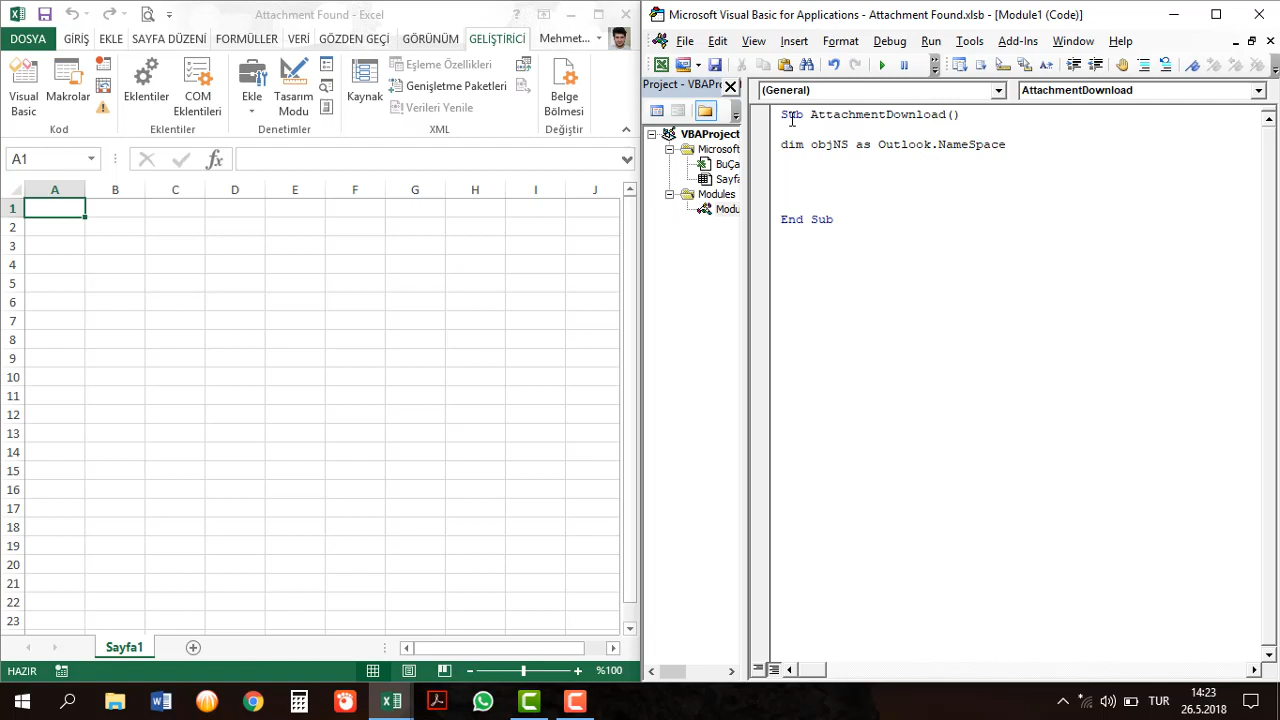 Attachment Found - Excel
DOSYA GİRİŞ EKLE SAYFA DÜZENİ FORMÜLLER VERİ GÖZDEN GEÇİ GÖRÜNÜM GELİŞTİRİCİ Mehmet...
Visual Basic
Makrolar
Kod
Eklentiler
COM Eklentileri
Eklentiler
Ekle
Tasarım Modu
Denetimler
Kaynak
Eşleme Özellikleri
Genişletme Paketleri
Verileri Yenile
XML
Belge Bölmesi
Değiştir
A1
fx
A B C D E F G H I J
1
2
3
4
5
6
7
8
9
10
11
12
13
14
15
16
17
18
19
20
21
22
23
Sayfa1
HAZIR
%100
Microsoft Visual Basic for Applications - Attachment Found.xlsb - [Module1 (Code)]
File Edit View Insert Format Debug Run Tools Add-Ins Window Help
Project - VBAPr
VBAProject
Microsoft
BuÇa
Sayfa
Modules
Modu
(General)
AttachmentDownload
Sub AttachmentDownload()
dim objNS as Outlook.NameSpace
End Sub
TUR
14:23
26.5.2018